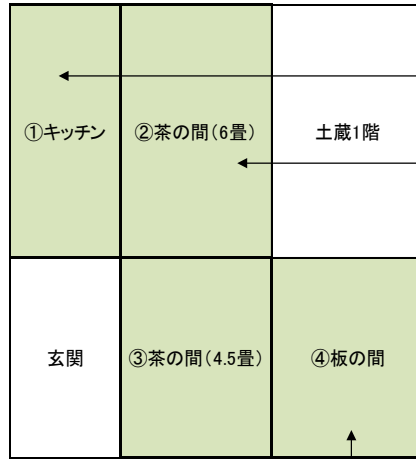 ①キッチン
②茶の間(6畳)
土蔵1階
玄関
③茶の間(4.5畳)
④板の間